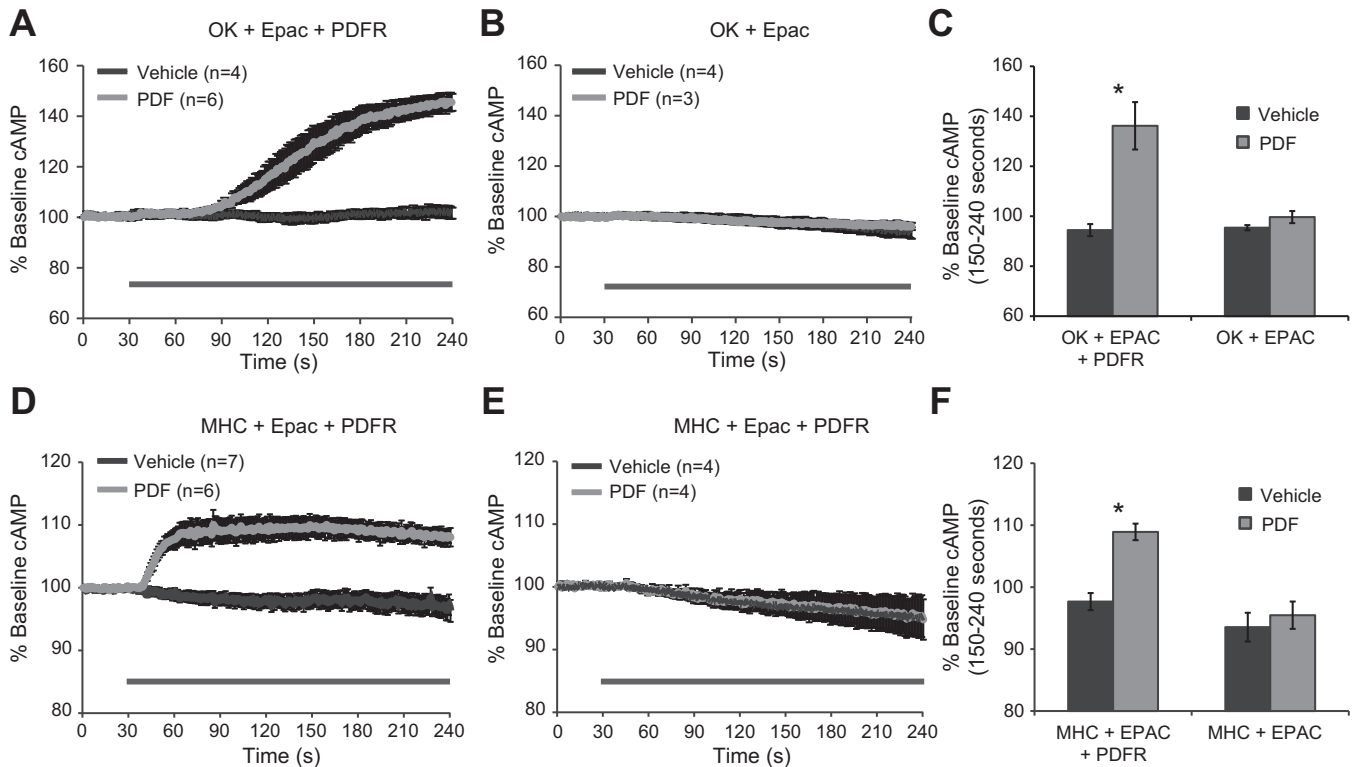 A
OK + Epac + PDFR
% Baseline cAMP
160
140
120
100
80
60
Vehicle (n=4)
PDF (n=6)
0 30 60 90 120 150 180 210 240
Time (s)
B
OK + Epac
% Baseline cAMP
160
140
120
100
80
60
Vehicle (n=4)
PDF (n=3)
0 30 60 90 120 150 180 210 240
Time (s)
C
% Baseline cAMP
(150-240 seconds)
160
140
120
100
80
60
*
Vehicle
PDF
OK + EPAC
+ PDFR
OK + EPAC
D
MHC + Epac + PDFR
% Baseline cAMP
120
110
100
90
80
Vehicle (n=7)
PDF (n=6)
0 30 60 90 120 150 180 210 240
Time (s)
E
MHC + Epac + PDFR
% Baseline cAMP
120
110
100
90
80
Vehicle (n=4)
PDF (n=4)
0 30 60 90 120 150 180 210 240
Time (s)
F
% Baseline cAMP
(150-240 seconds)
120
110
100
90
80
*
Vehicle
PDF
MHC + EPAC
+ PDFR
MHC + EPAC